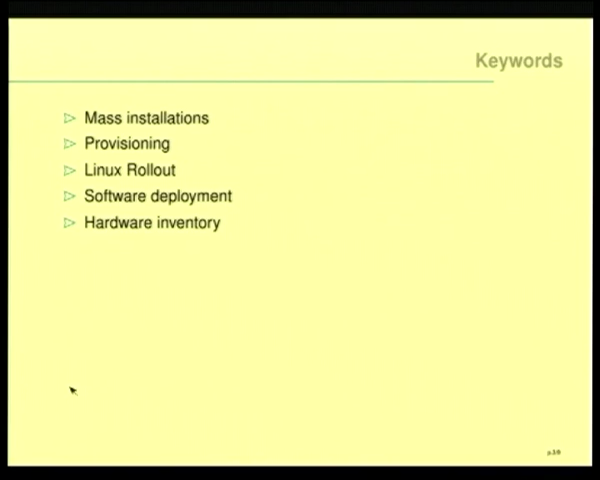 Keywords
Mass installations
Provisioning
Linux Rollout
Software deployment
Hardware inventory